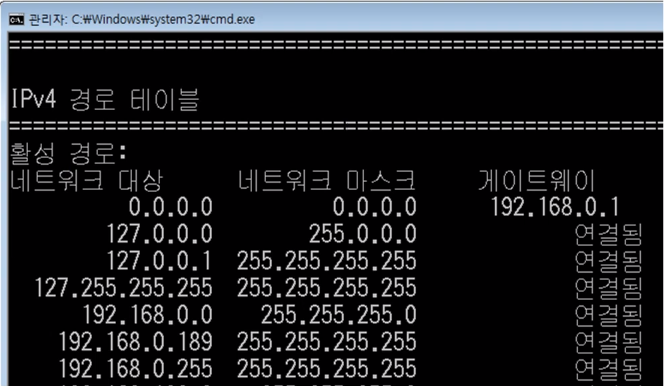 관리자: C:₩Windows₩system32₩cmd.exe
===========================================================================
IPv4 경로 테이블
===========================================================================
활성 경로:
네트워크 대상 네트워크 마스크 게이트웨이
0.0.0.0 0.0.0.0 192.168.0.1
127.0.0.0 255.0.0.0 연결됨
127.0.0.1 255.255.255.255 연결됨
127.255.255.255 255.255.255.255 연결됨
192.168.0.0 255.255.255.0 연결됨
192.168.0.189 255.255.255.255 연결됨
192.168.0.255 255.255.255.255 연결됨